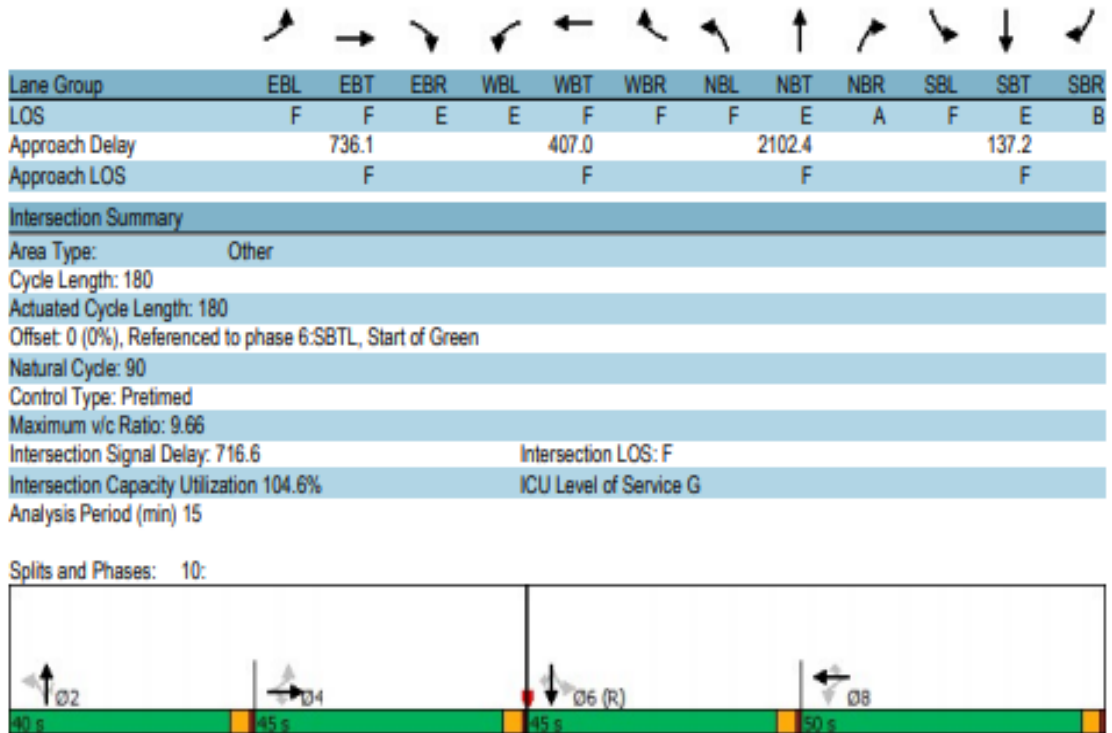 Lane Group EBL EBT EBR WBL WBT WBR NBL NBT NBR SBL SBT SBR
LOS F F E E F F F E A F E B
Approach Delay 736.1 407.0 2102.4 137.2
Approach LOS F F F F
Intersection Summary
Area Type: Other
Cycle Length: 180
Actuated Cycle Length: 180
Offset: 0 (0%), Referenced to phase 6:SBTL, Start of Green
Natural Cycle: 90
Control Type: Pretimed
Maximum v/c Ratio: 9.66
Intersection Signal Delay: 716.6 Intersection LOS: F
Intersection Capacity Utilization 104.6% ICU Level of Service G
Analysis Period (min) 15
Splits and Phases: 10:
Ø2 Ø4 Ø6 (R) Ø8
40 s 45 s 45 s 50 s